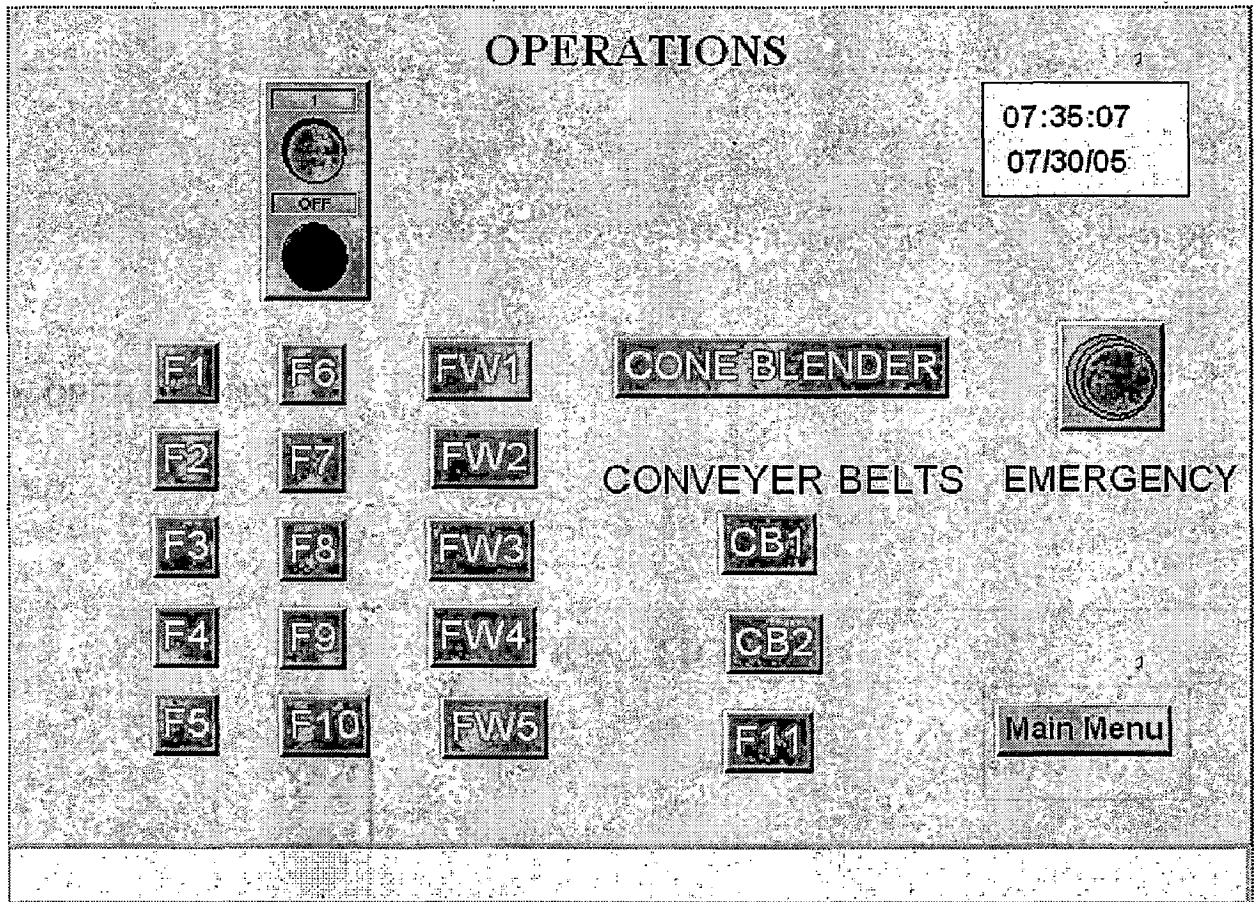 OPERATIONS
1
OFF
07:35:07
07/30/05
F1 F6 FW1 CONE BLENDER
F2 F7 FW2
CONVEYER BELTS EMERGENCY
F3 F8 FW3 CB1
F4 F9 FW4 CB2
F5 F10 FW5 F11 Main Menu